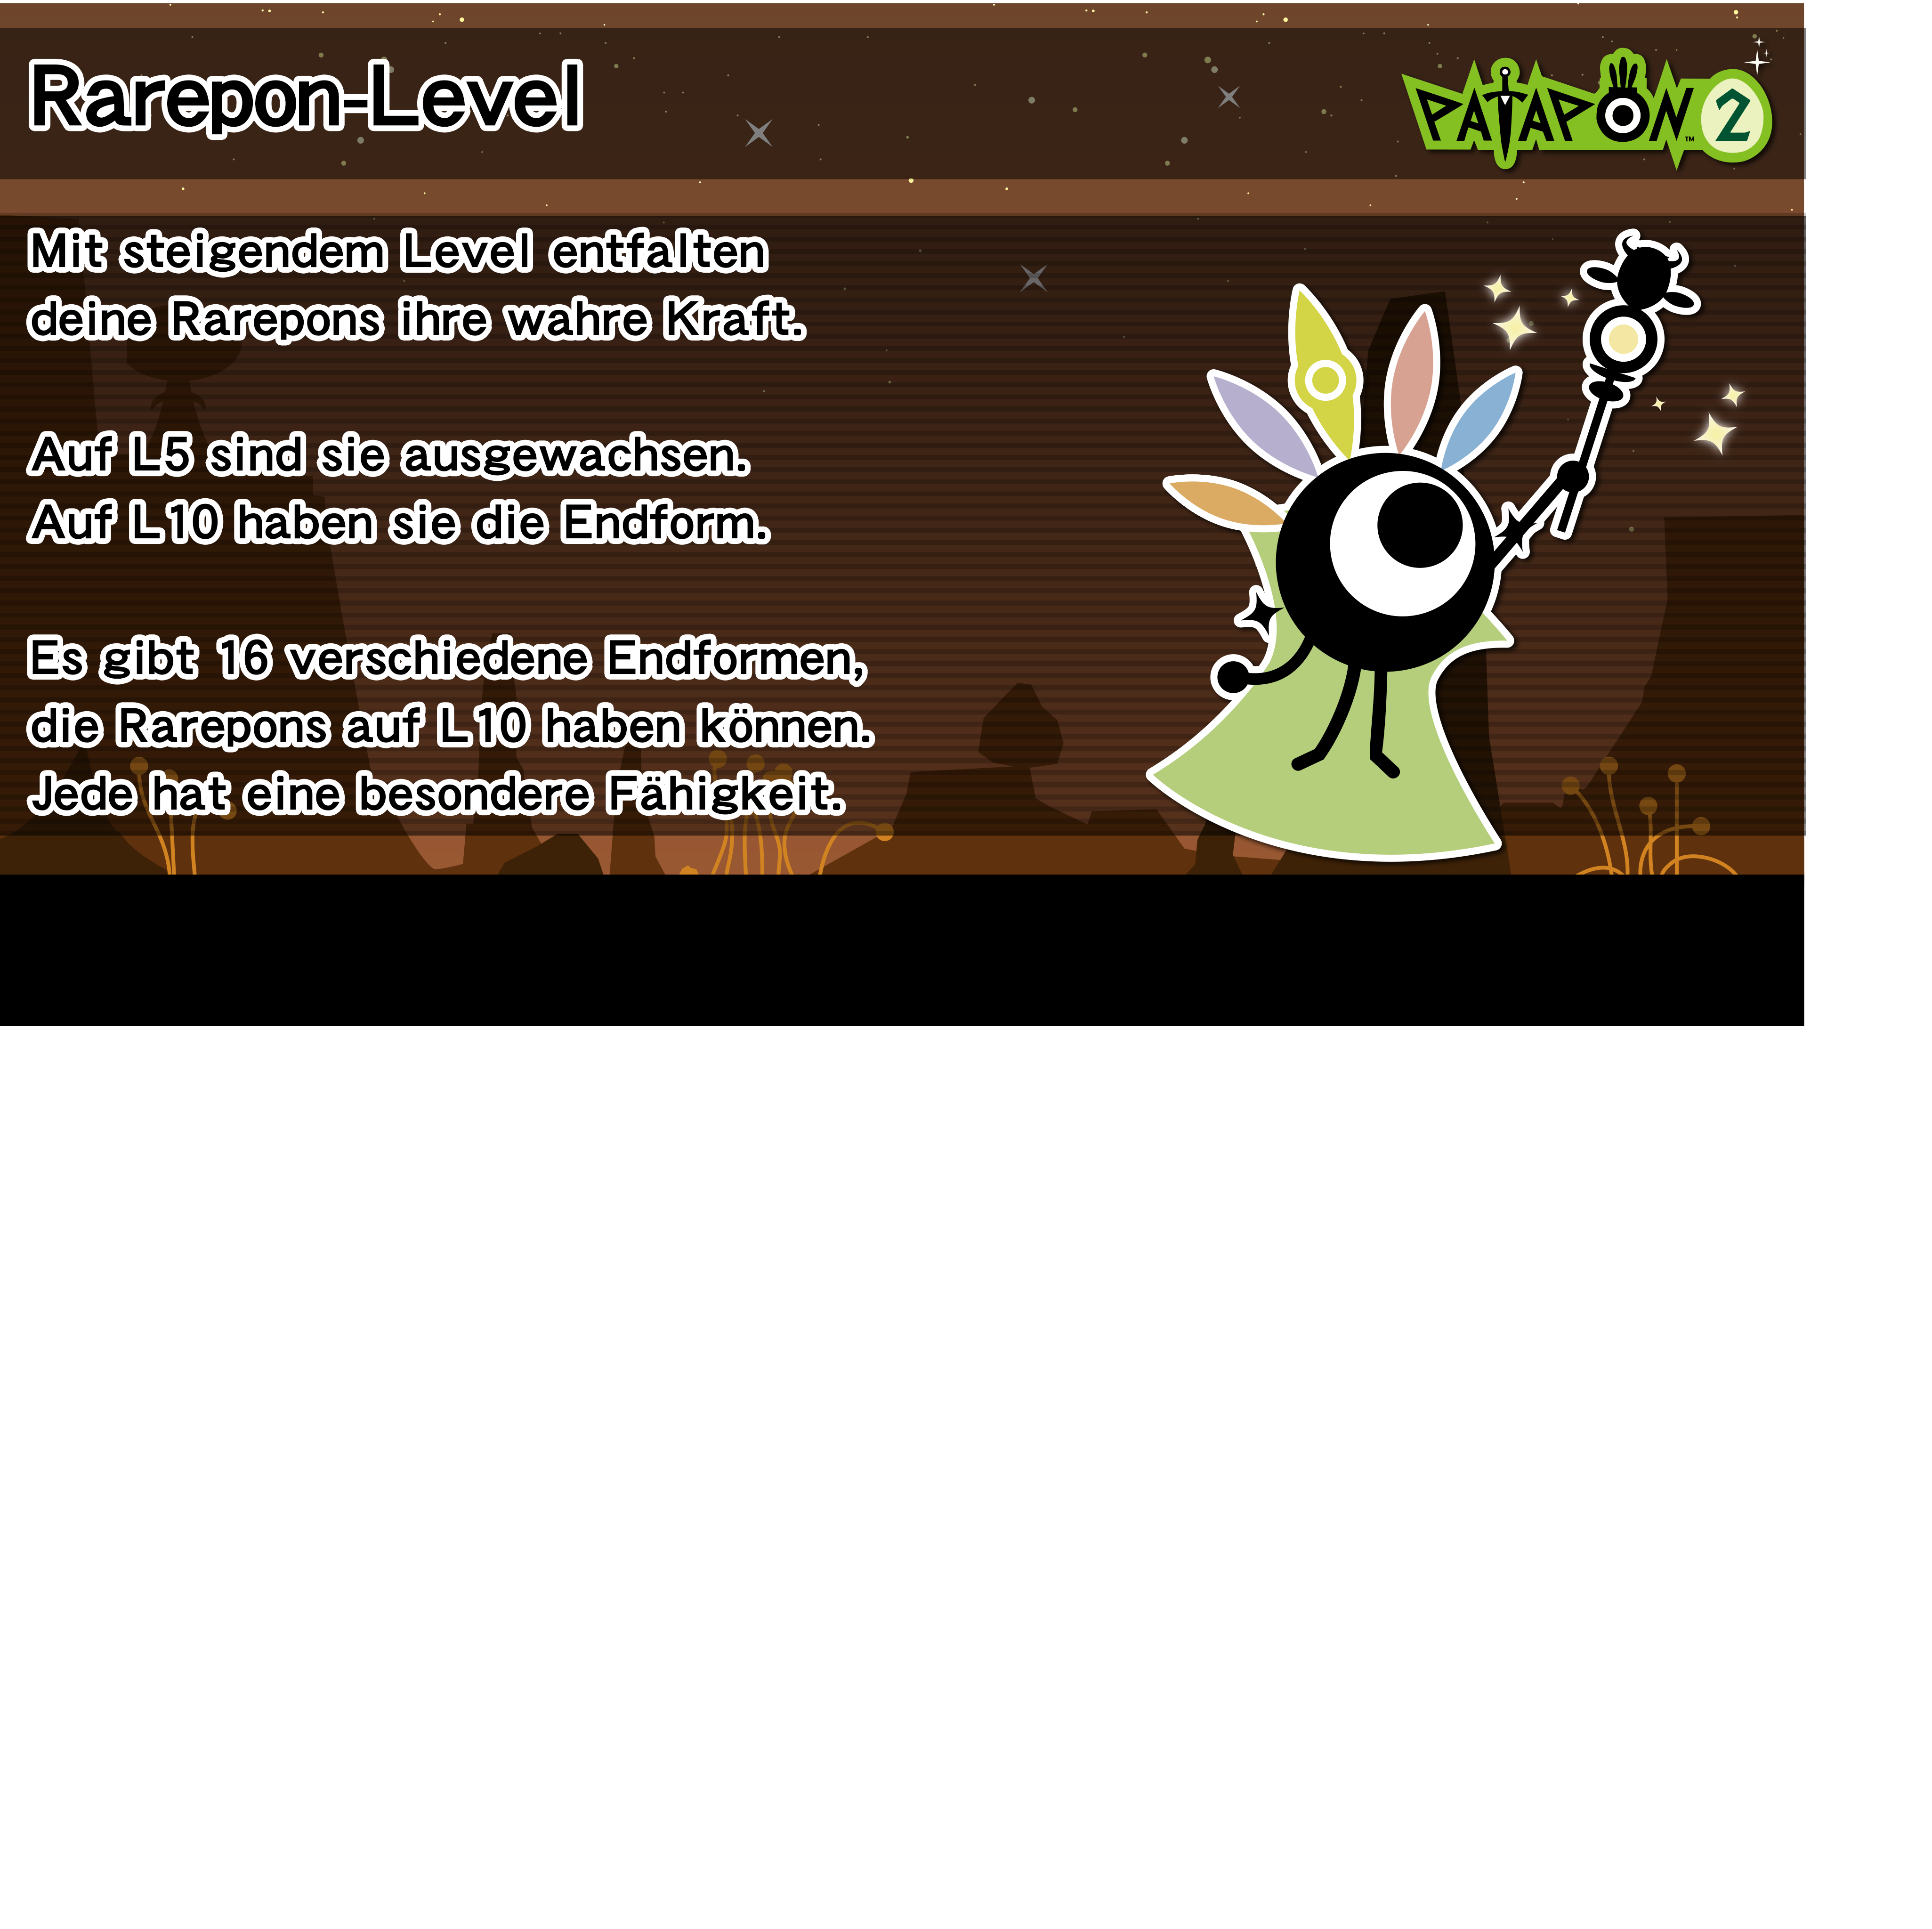 Rarepon-Level
PATAPON™ 2
Mit steigendem Level entfalten
deine Rarepons ihre wahre Kraft.
Auf L5 sind sie ausgewachsen.
Auf L10 haben sie die Endform.
Es gibt 16 verschiedene Endformen,
die Rarepons auf L10 haben können.
Jede hat eine besondere Fähigkeit.